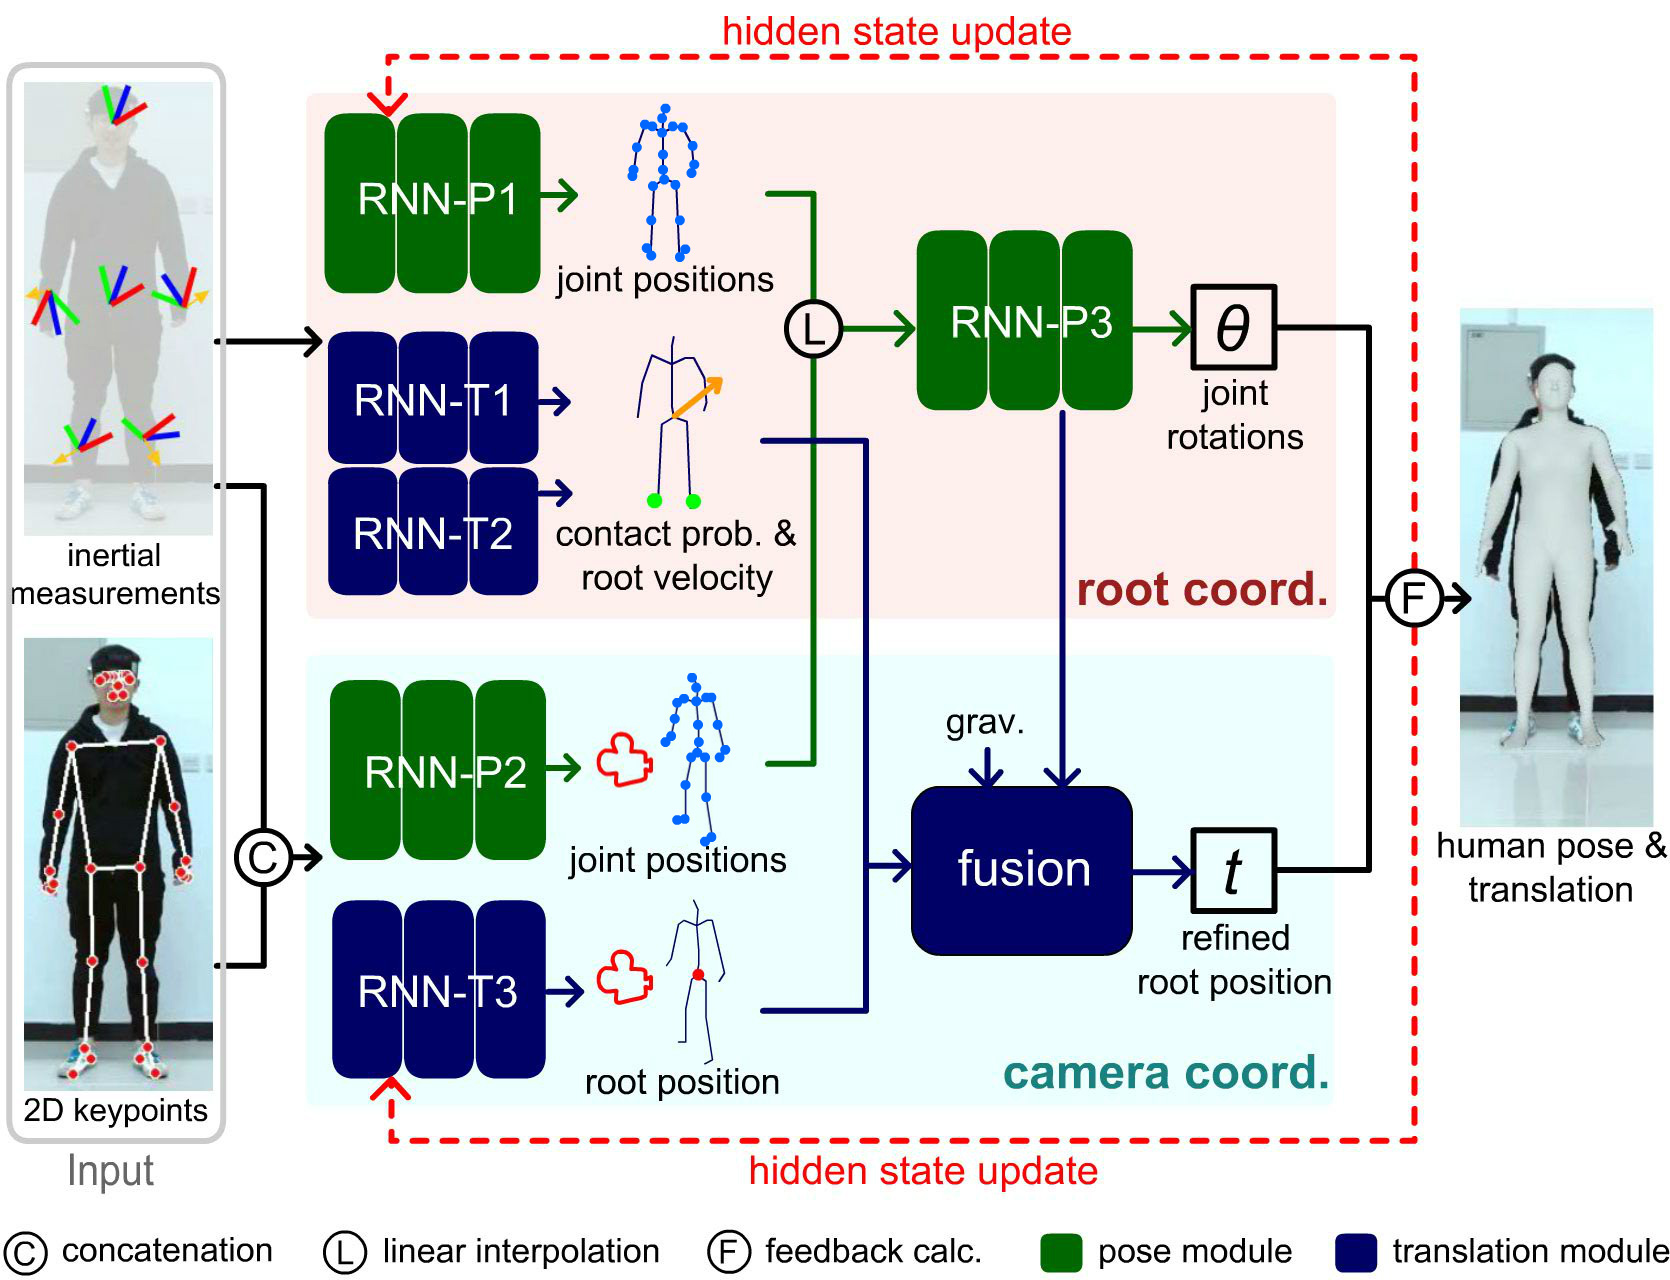 hidden state update
RNN-P1
joint positions
RNN-T1
RNN-T2
contact prob. &
root velocity
L
RNN-P3
θ
joint
rotations
root coord.
inertial
measurements
2D keypoints
Input
C
RNN-P2
joint positions
RNN-T3
root position
grav.
fusion
t
refined
root position
camera coord.
F
human pose &
translation
hidden state update
C concatenation
L linear interpolation
F feedback calc.
pose module
translation module